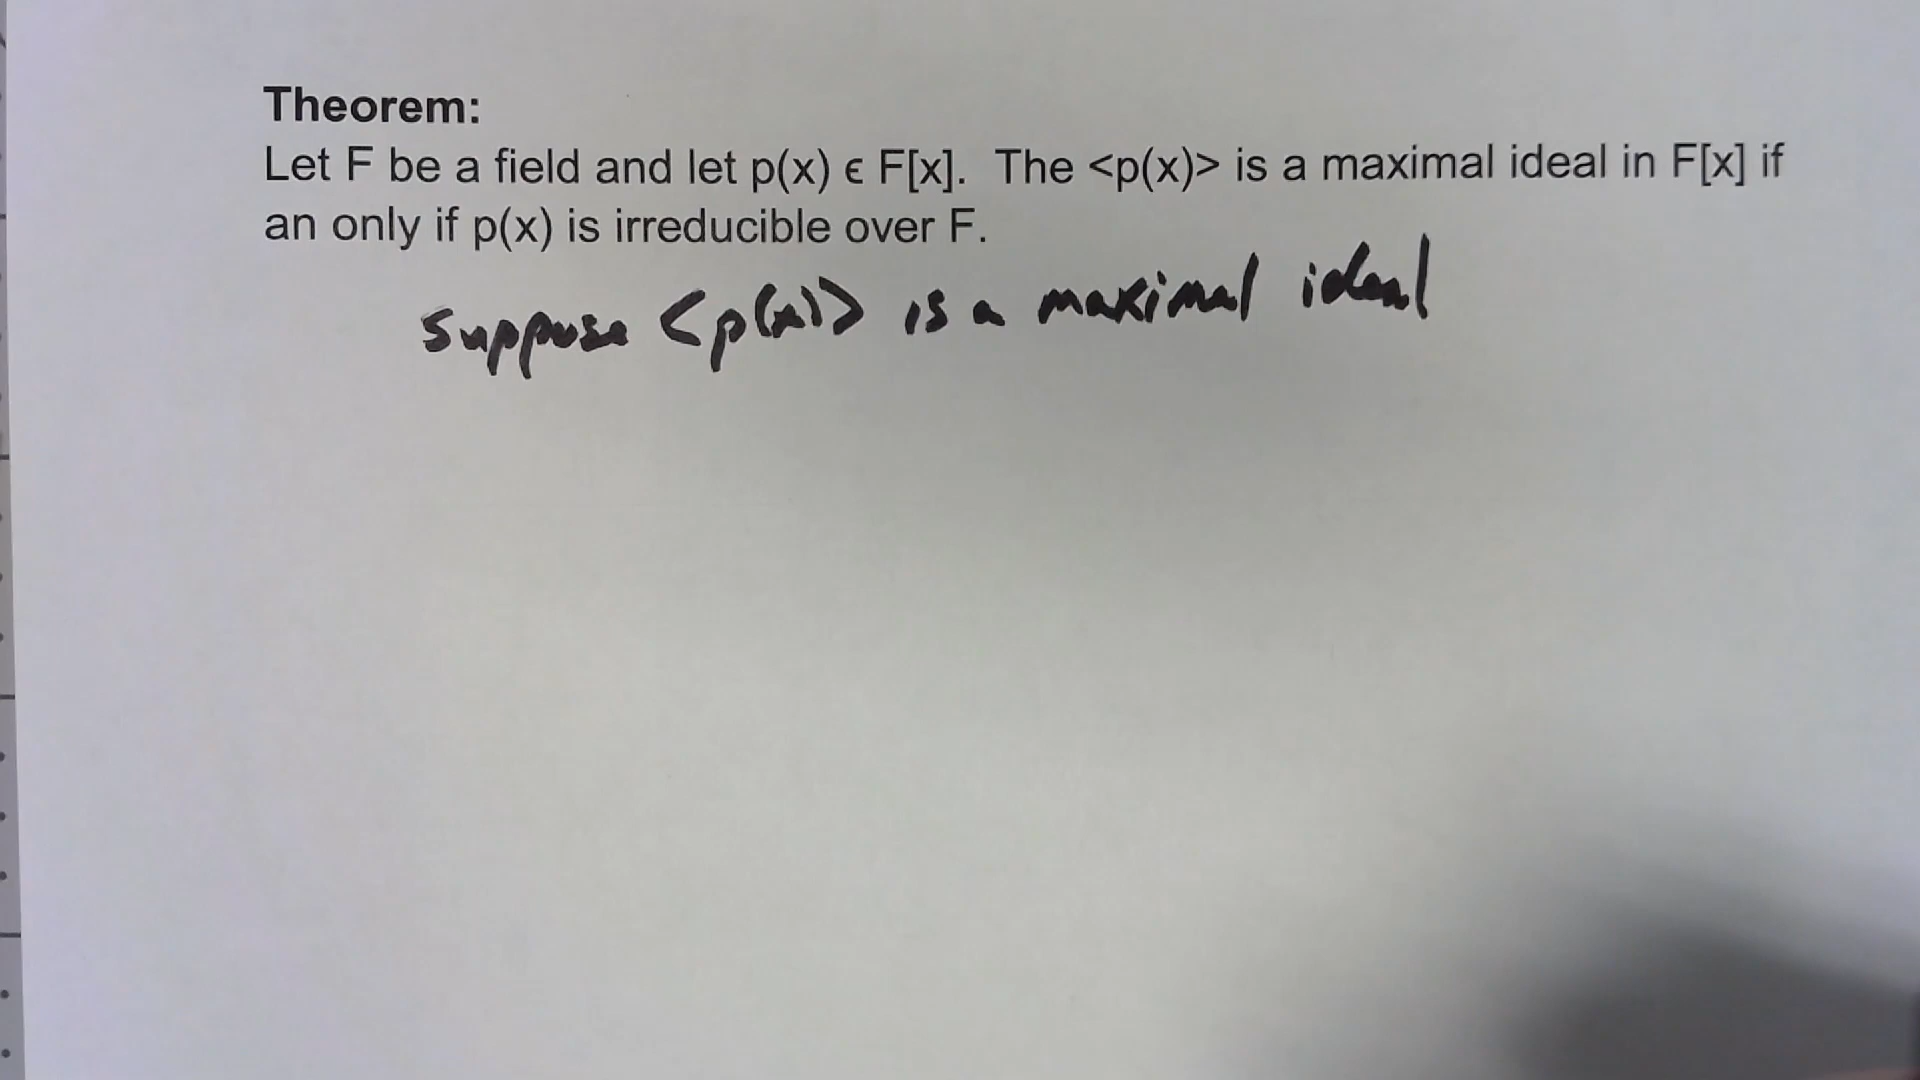 Theorem:
Let F be a field and let p(x) ϵ F[x]. The <p(x)> is a maximal ideal in F[x] if
an only if p(x) is irreducible over F.
suppose <p(x)> is a maximal ideal